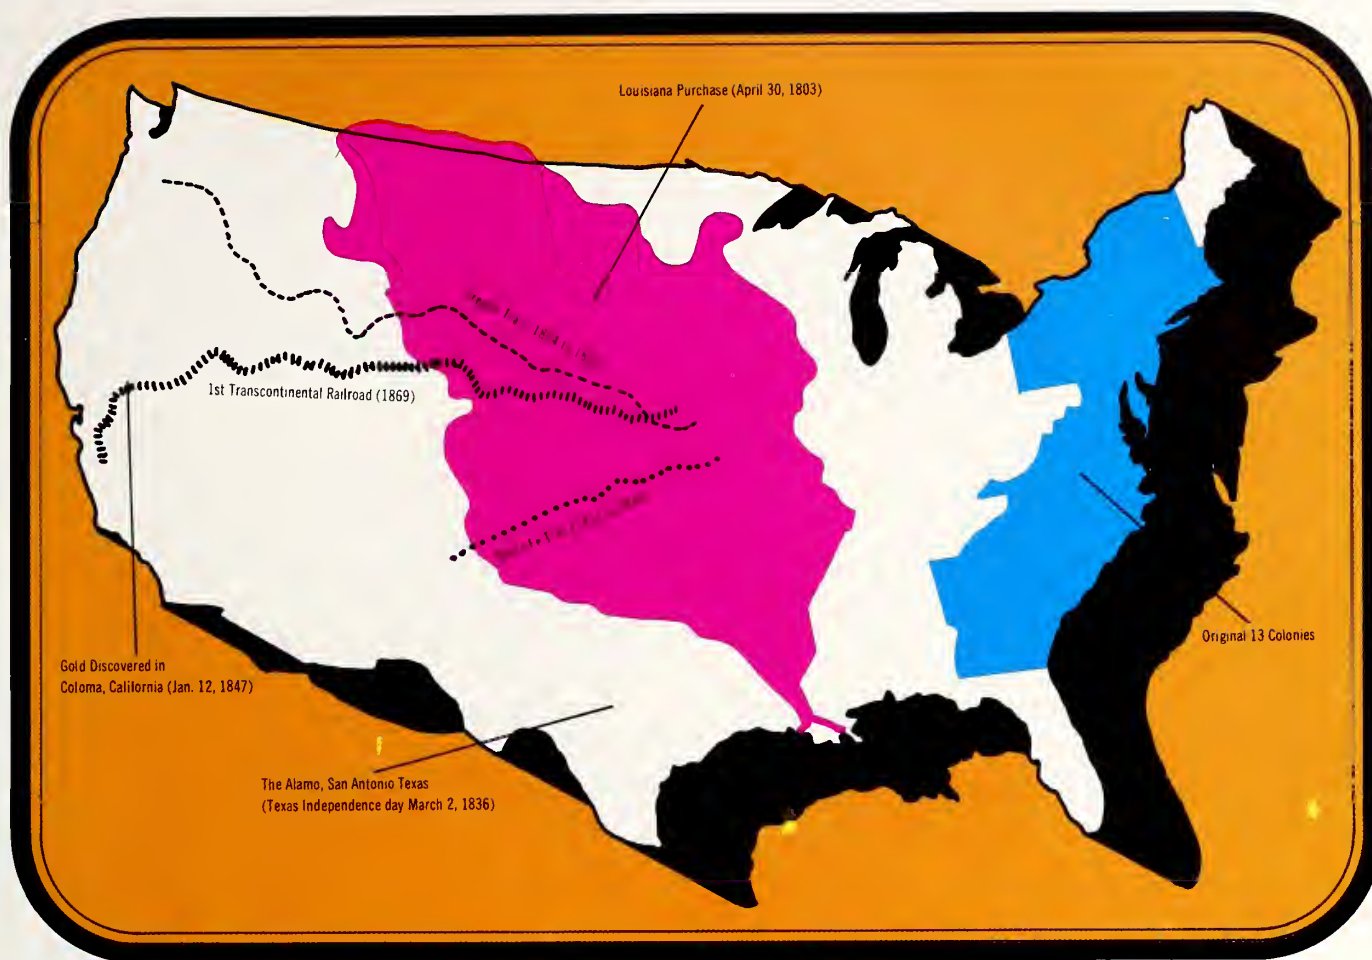 Louisiana Purchase (April 30, 1803)
1st Transcontinental Railroad (1869)
Original 13 Colonies
Gold Discovered in
Coloma, California (Jan. 12, 1847)
The Alamo, San Antonio Texas
(Texas Independence day March 2, 1836)